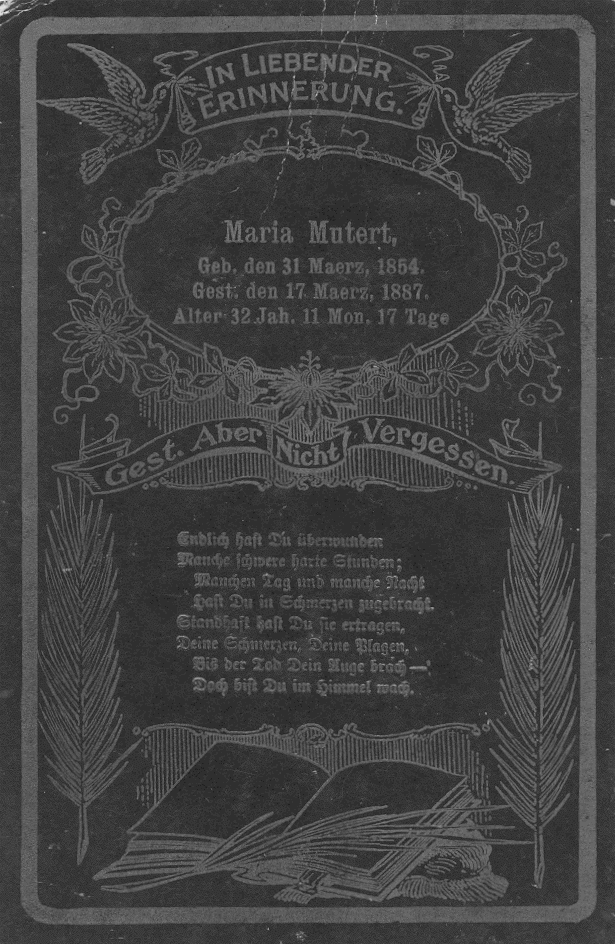 IN LIEBENDER
ERINNERUNG.
Maria Mutert,
Geb. den 31 Maerz, 1854.
Gest. den 17 Maerz, 1887.
Alter 32 Jah. 11 Mon. 17 Tage
Gest. Aber Nicht Vergessen.
Endlich hast Du überwunden
Manche schwere harte Stunden;
Manchen Tag und manche Nacht
Hast Du in Schmerzen zugebracht.
Standhaft hast Du sie ertragen,
Deine Schmerzen, Deine Plagen,
Bis der Tod Dein Auge brach—
Doch bist Du im Himmel wach.